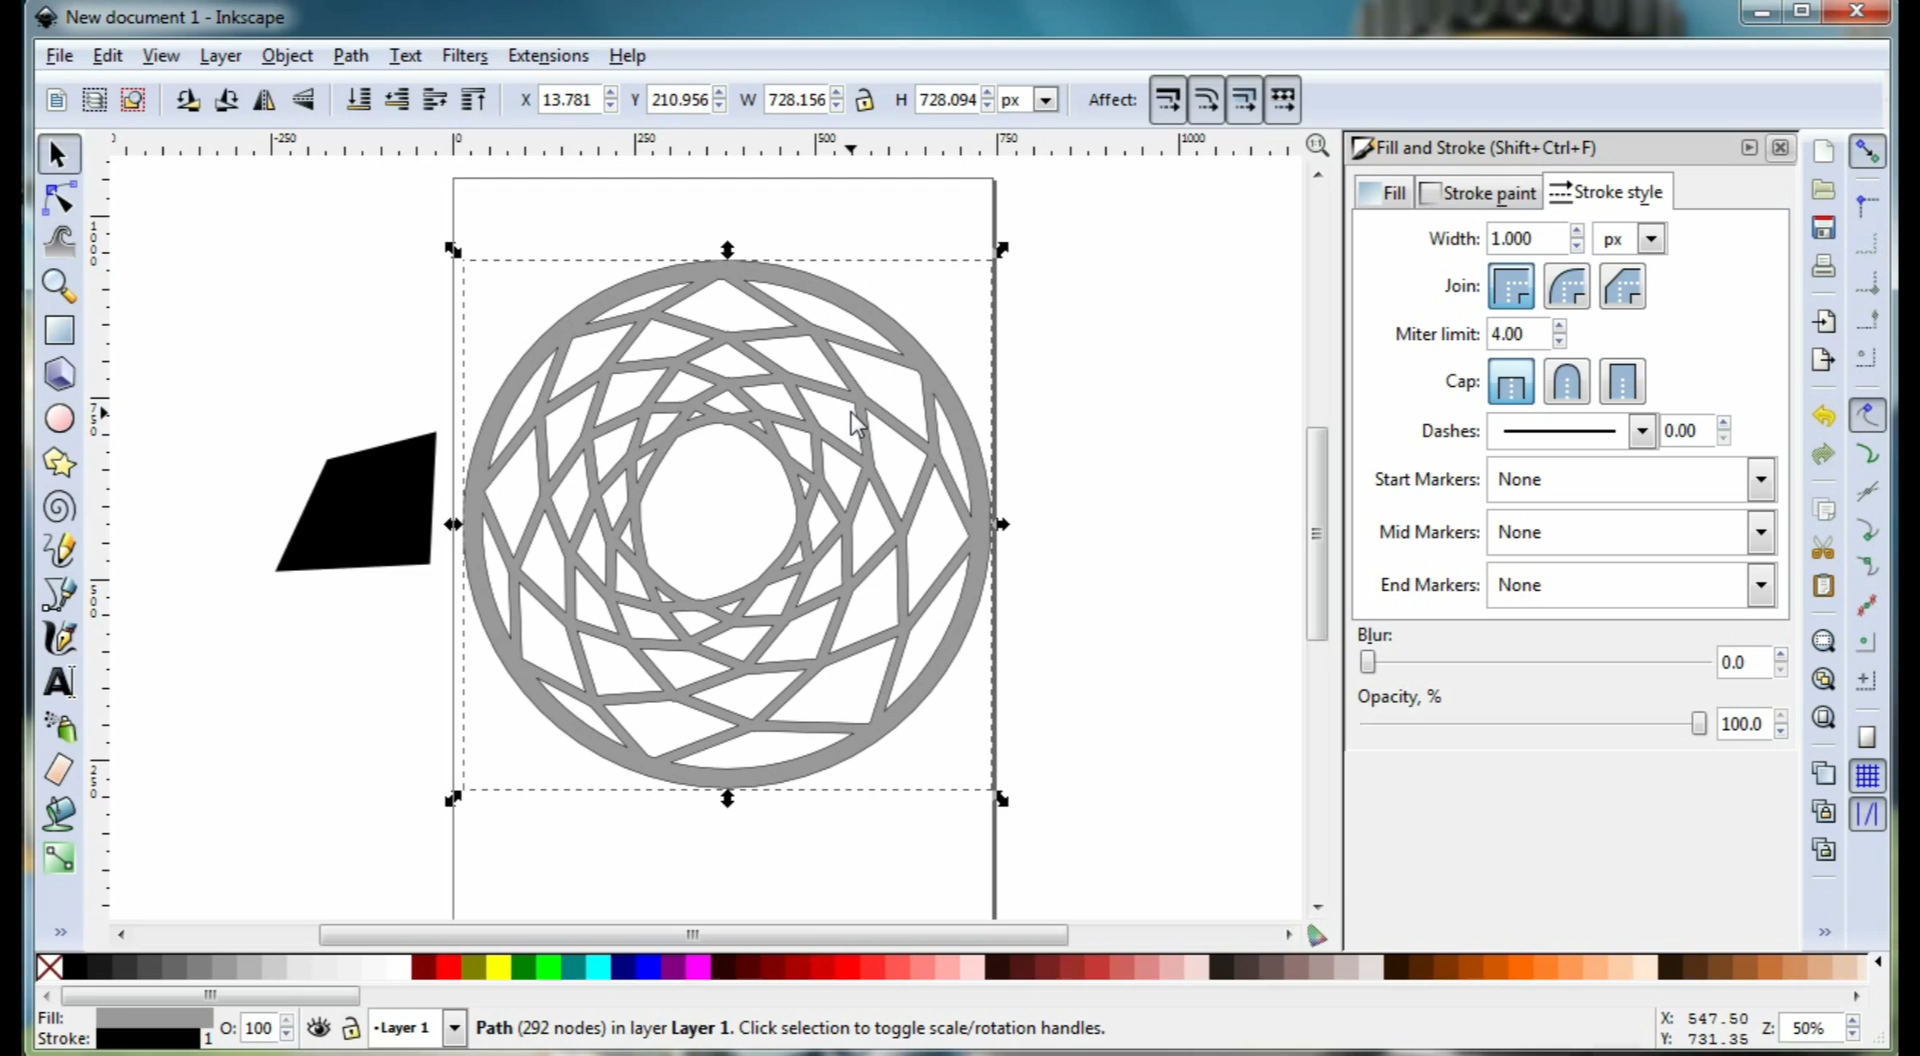 New document 1 - Inkscape
File Edit View Layer Object Path Text Filters Extensions Help
X 13.781 Y 210.956 W 728.156 H 728.094 px Affect:
-250 0 250 500 750 1000
1000
750
500
250
Fill and Stroke (Shift+Ctrl+F)
Fill Stroke paint Stroke style
Width: 1.000 px
Join:
Miter limit: 4.00
Cap:
Dashes: 0.00
Start Markers: None
Mid Markers: None
End Markers: None
Blur:
0.0
Opacity, %
100.0
Fill:
Stroke: 1
O: 100
Layer 1
Path (292 nodes) in layer Layer 1. Click selection to toggle scale/rotation handles.
X: 547.50
Y: 731.35
Z: 50%